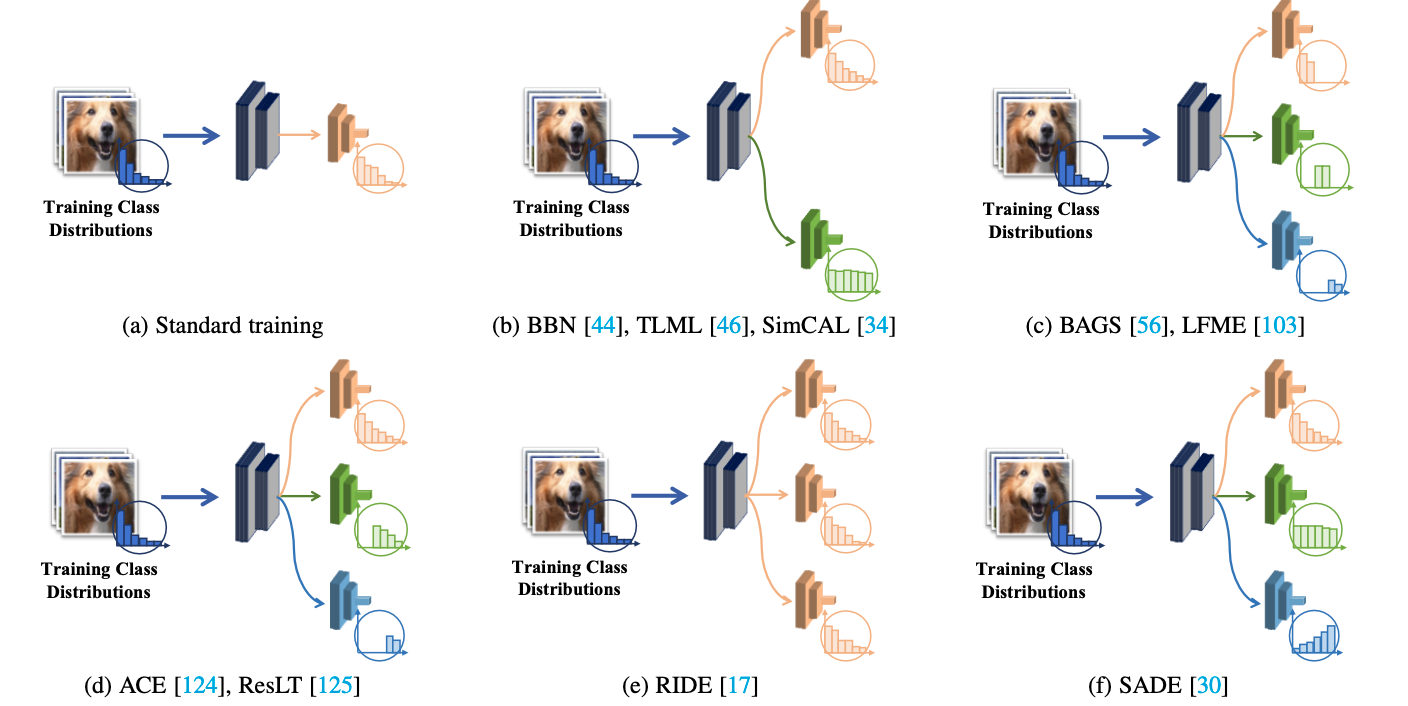 Training Class
Distributions
(a) Standard training
Training Class
Distributions
(b) BBN [44], TLML [46], SimCAL [34]
Training Class
Distributions
(c) BAGS [56], LFME [103]
Training Class
Distributions
(d) ACE [124], ResLT [125]
Training Class
Distributions
(e) RIDE [17]
Training Class
Distributions
(f) SADE [30]